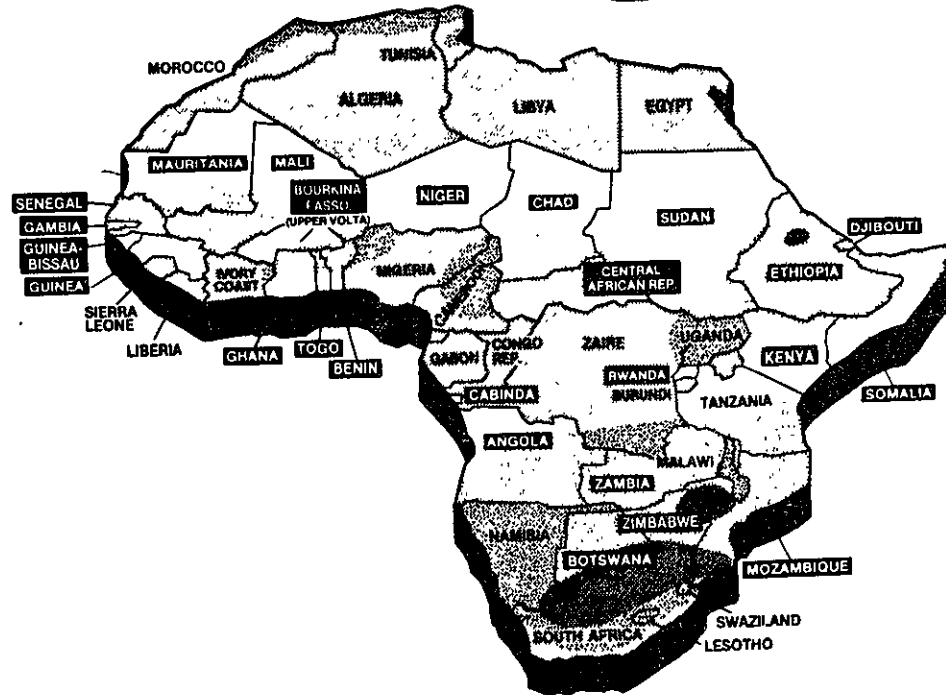 TUNISIA
MOROCCO
ALGERIA
LIBYA
EGYPT
MAURITANIA
MALI
BOURKINA
FASSO
(UPPER VOLTA)
NIGER
CHAD
SUDAN
SENEGAL
GAMBIA
GUINEA-
BISSAU
GUINEA
DJIBOUTI
ETHIOPIA
IVORY
COAST
NIGERIA
CENTRAL
AFRICAN REP.
SIERRA
LEONE
LIBERIA
GHANA
TOGO
BENIN
GABON
CONGO
REP.
ZAIRE
UGANDA
KENYA
RWANDA
BURUNDI
CABINDA
TANZANIA
SOMALIA
ANGOLA
MALAWI
ZAMBIA
ZIMBABWE
NAMIBIA
BOTSWANA
MOZAMBIQUE
SWAZILAND
SOUTH AFRICA
LESOTHO